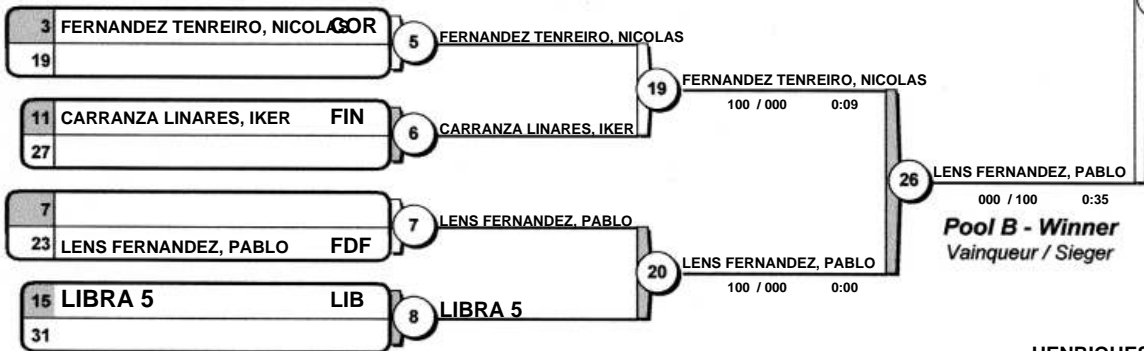 3 FERNANDEZ TENREIRO, NICOLAS COR
19
5 FERNANDEZ TENREIRO, NICOLAS
11 CARRANZA LINARES, IKER FIN
27
6 CARRANZA LINARES, IKER
19 FERNANDEZ TENREIRO, NICOLAS
100 / 000 0:09
7
23 LENS FERNANDEZ, PABLO FDF
7 LENS FERNANDEZ, PABLO
15 LIBRA 5 LIB
31
8 LIBRA 5
20 LENS FERNANDEZ, PABLO
100 / 000 0:00
26 LENS FERNANDEZ, PABLO
000 / 100 0:35
Pool B - Winner
Vainqueur / Sieger